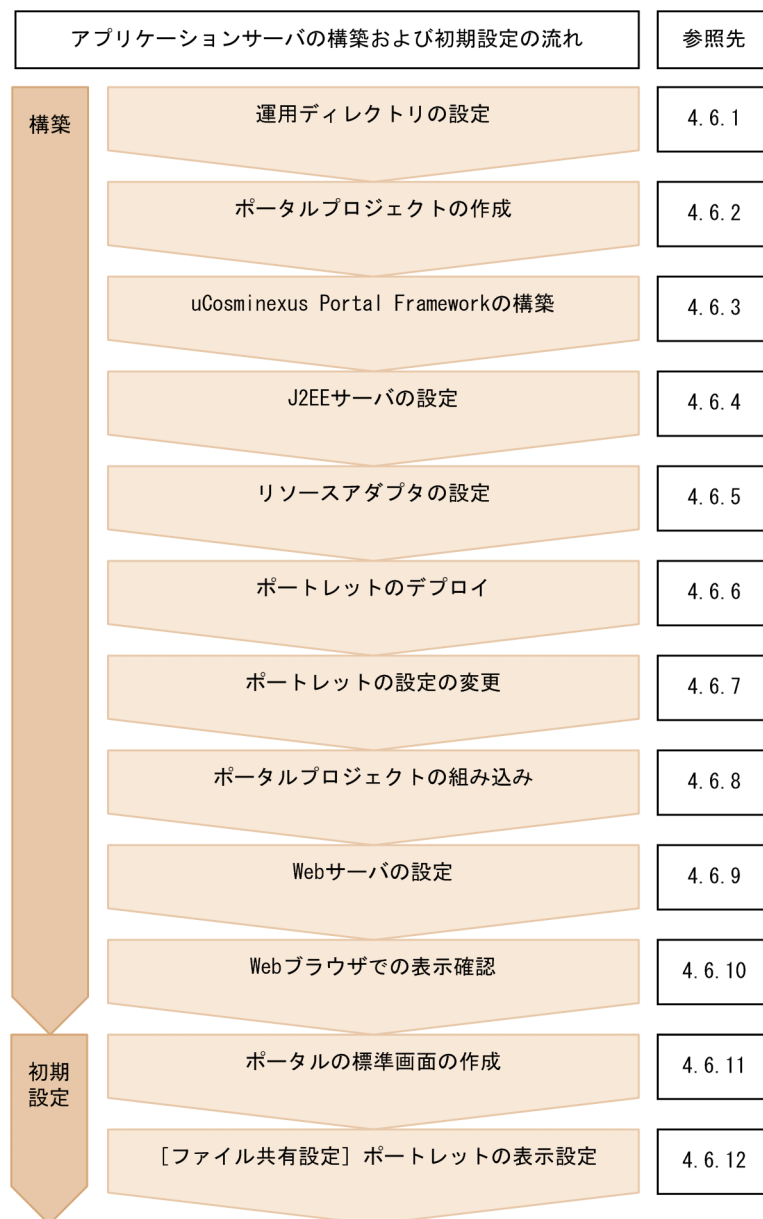 アプリケーションサーバの構築および初期設定の流れ 参照先
構築
運用ディレクトリの設定 4.6.1
ポータルプロジェクトの作成 4.6.2
uCosminexus Portal Frameworkの構築 4.6.3
J2EEサーバの設定 4.6.4
リソースアダプタの設定 4.6.5
ポートレットのデプロイ 4.6.6
ポートレットの設定の変更 4.6.7
ポータルプロジェクトの組み込み 4.6.8
Webサーバの設定 4.6.9
Webブラウザでの表示確認 4.6.10
初期
設定
ポータルの標準画面の作成 4.6.11
［ファイル共有設定］ポートレットの表示設定 4.6.12